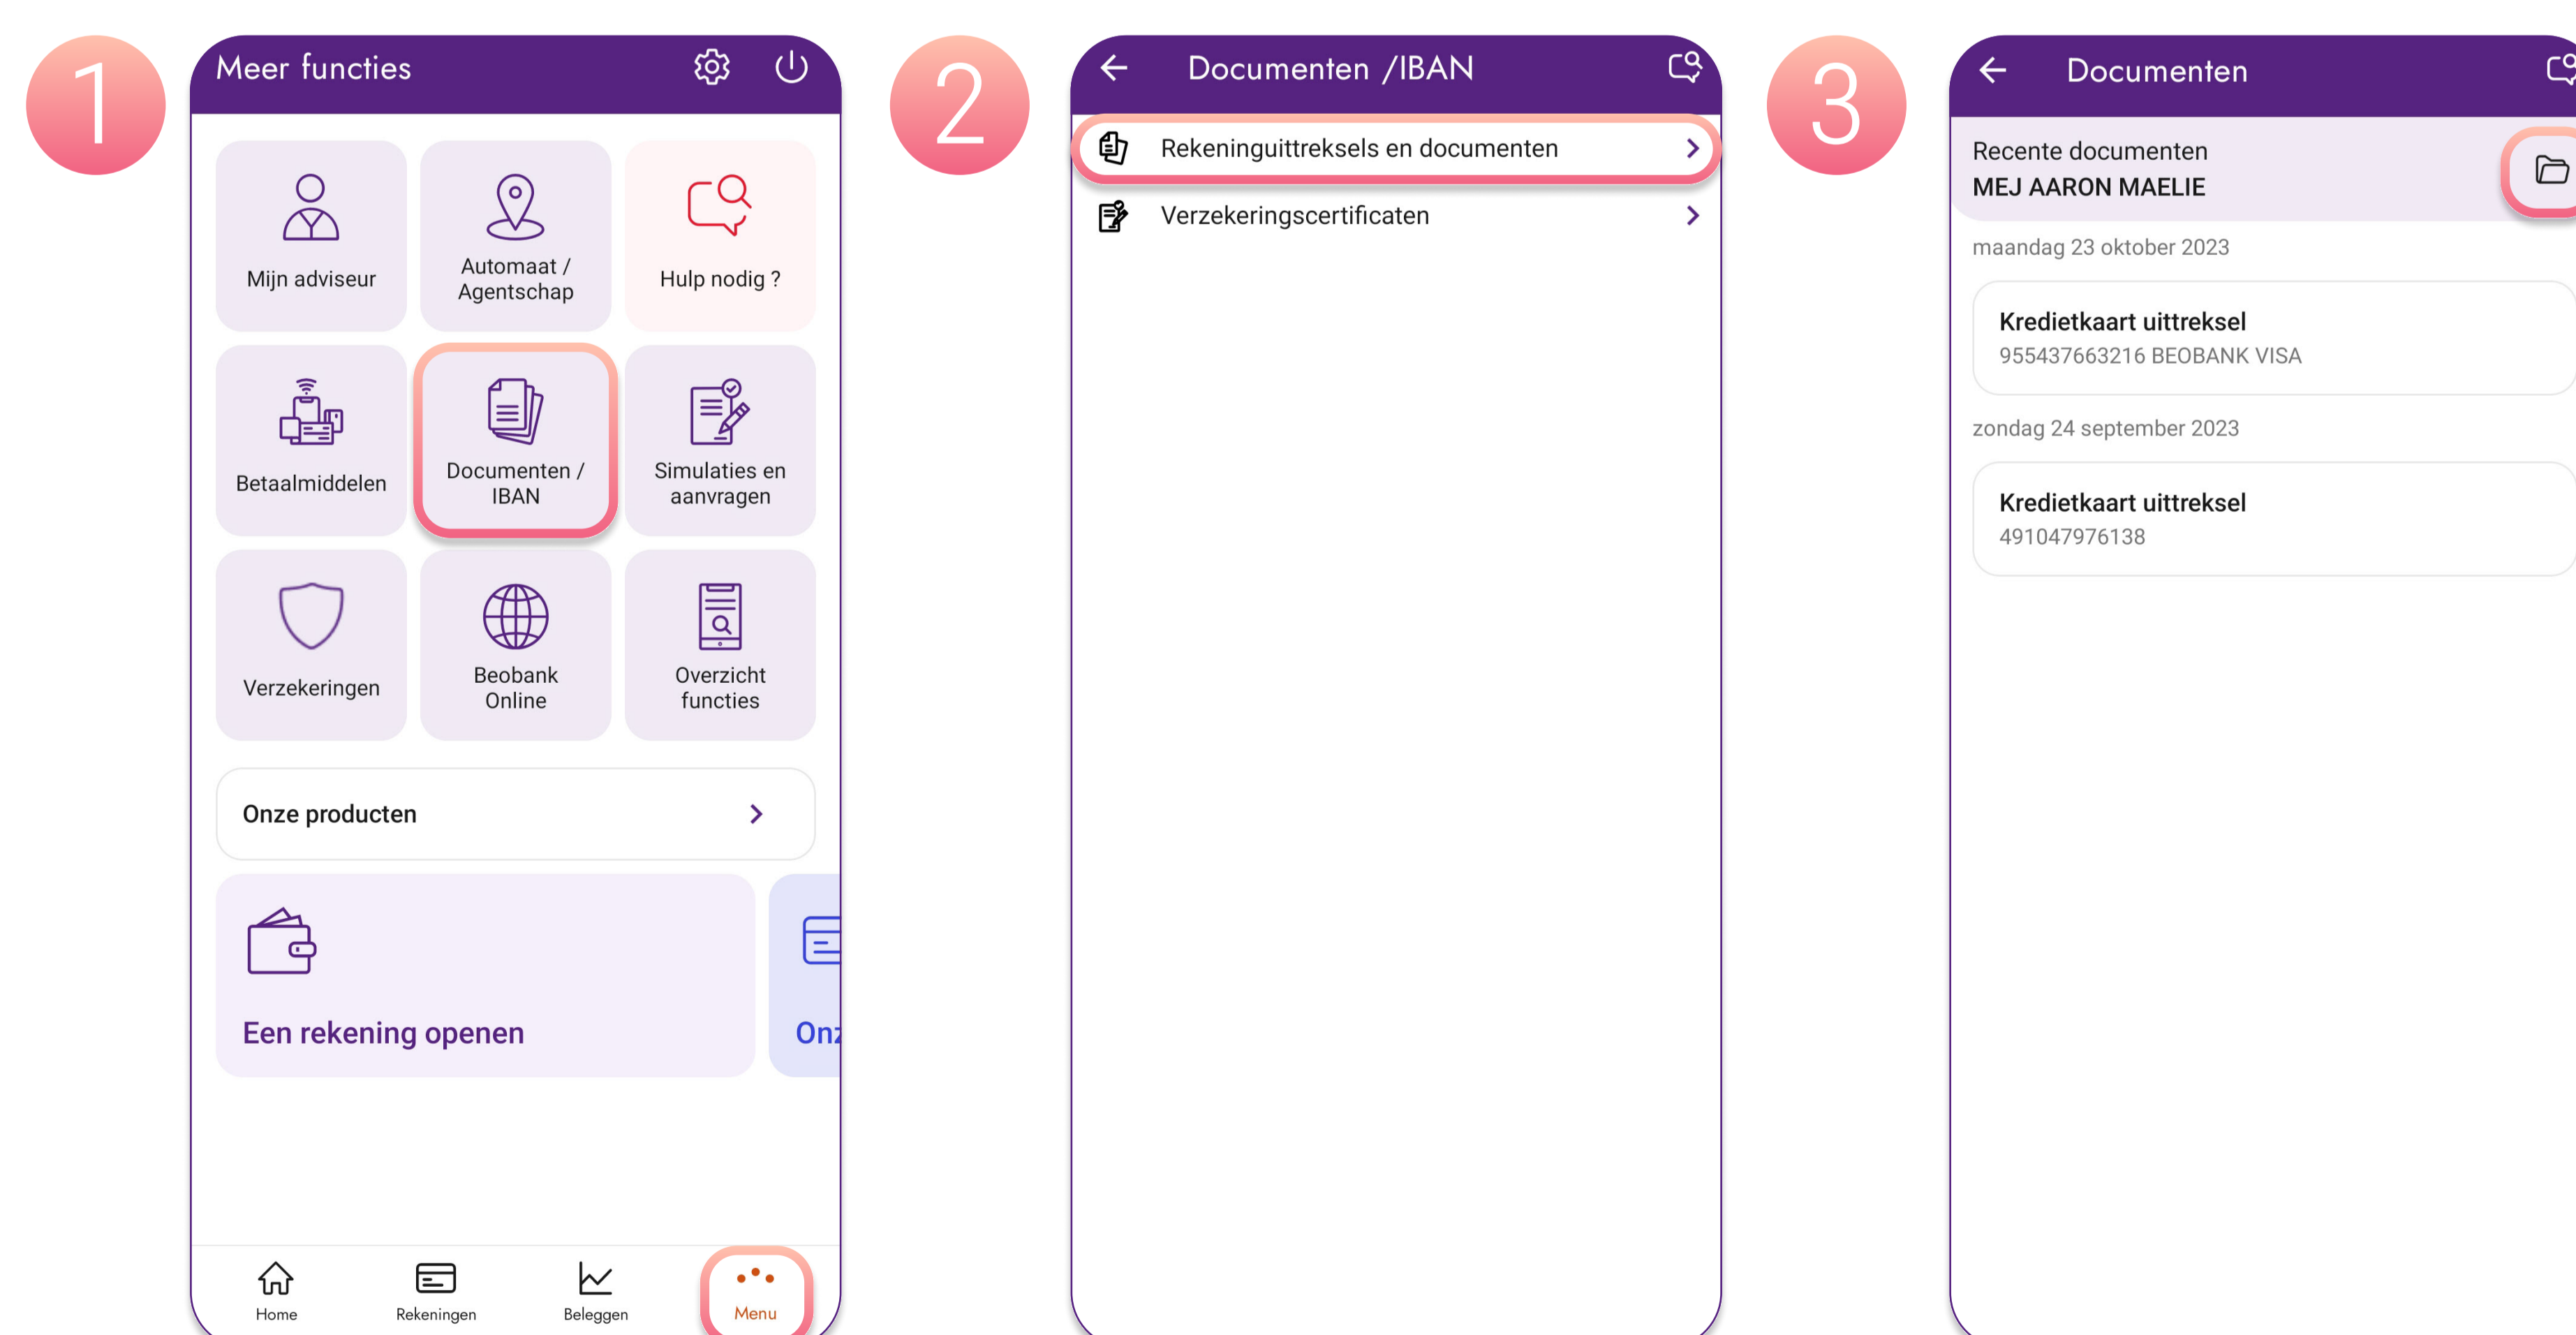 1
Meer functies
Mijn adviseur
Automaat /
Agentschap
Hulp nodig ?
Betaalmiddelen
Documenten /
IBAN
Simulaties en
aanvragen
Verzekeringen
Beobank
Online
Overzicht
functies
Onze producten
Een rekening openen
Home
Rekeningen
Beleggen
Menu
2
Documenten /IBAN
Rekeninguittreksels en documenten
Verzekeringscertificaten
3
Documenten
Recente documenten
MEJ AARON MAELIE
maandag 23 oktober 2023
Kredietkaart uittreksel
955437663216 BEOBANK VISA
zondag 24 september 2023
Kredietkaart uittreksel
491047976138